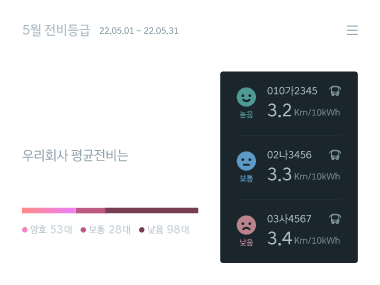 5월 전비등급 22.05.01 ~ 22.05.31
우리회사 평균전비는
양호 53대 보통 28대 낮음 98대
010가2345
높음
3.2 Km/10kWh
02나3456
보통
3.3 Km/10kWh
03사4567
낮음
3.4 Km/10kWh